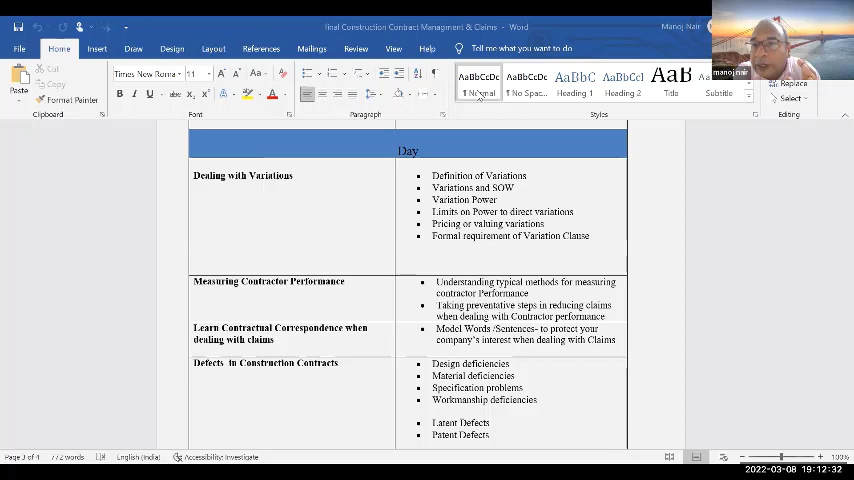 final Construction Contract Managment & Claims - Word
Manoj Nair
File Home Insert Draw Design Layout References Mailings Review View Help Tell me what you want to do
Paste
Cut
Copy
Format Painter
Clipboard
Times New Roma 11
Font
Paragraph
AaBbCcDc AaBbCcDc AaBbC AaBbCcl AaB
¶ Normal ¶ No Spac... Heading 1 Heading 2 Title Subtitle
Styles
Replace
Select
Editing
manoj nair
Day
Dealing with Variations
Definition of Variations
Variations and SOW
Variation Power
Limits on Power to direct variations
Pricing or valuing variations
Formal requirement of Variation Clause
Measuring Contractor Performance
Understanding typical methods for measuring
contractor Performance
Taking preventative steps in reducing claims
when dealing with Contractor performance
Learn Contractual Correspondence when
dealing with claims
Model Words /Sentences- to protect your
company's interest when dealing with Claims
Defects in Construction Contracts
Design deficiencies
Material deficiencies
Specification problems
Workmanship deficiencies
Latent Defects
Patent Defects
Page 3 of 4 772 words English (India) Accessibility: Investigate 100%
2022-03-08 19:12:32